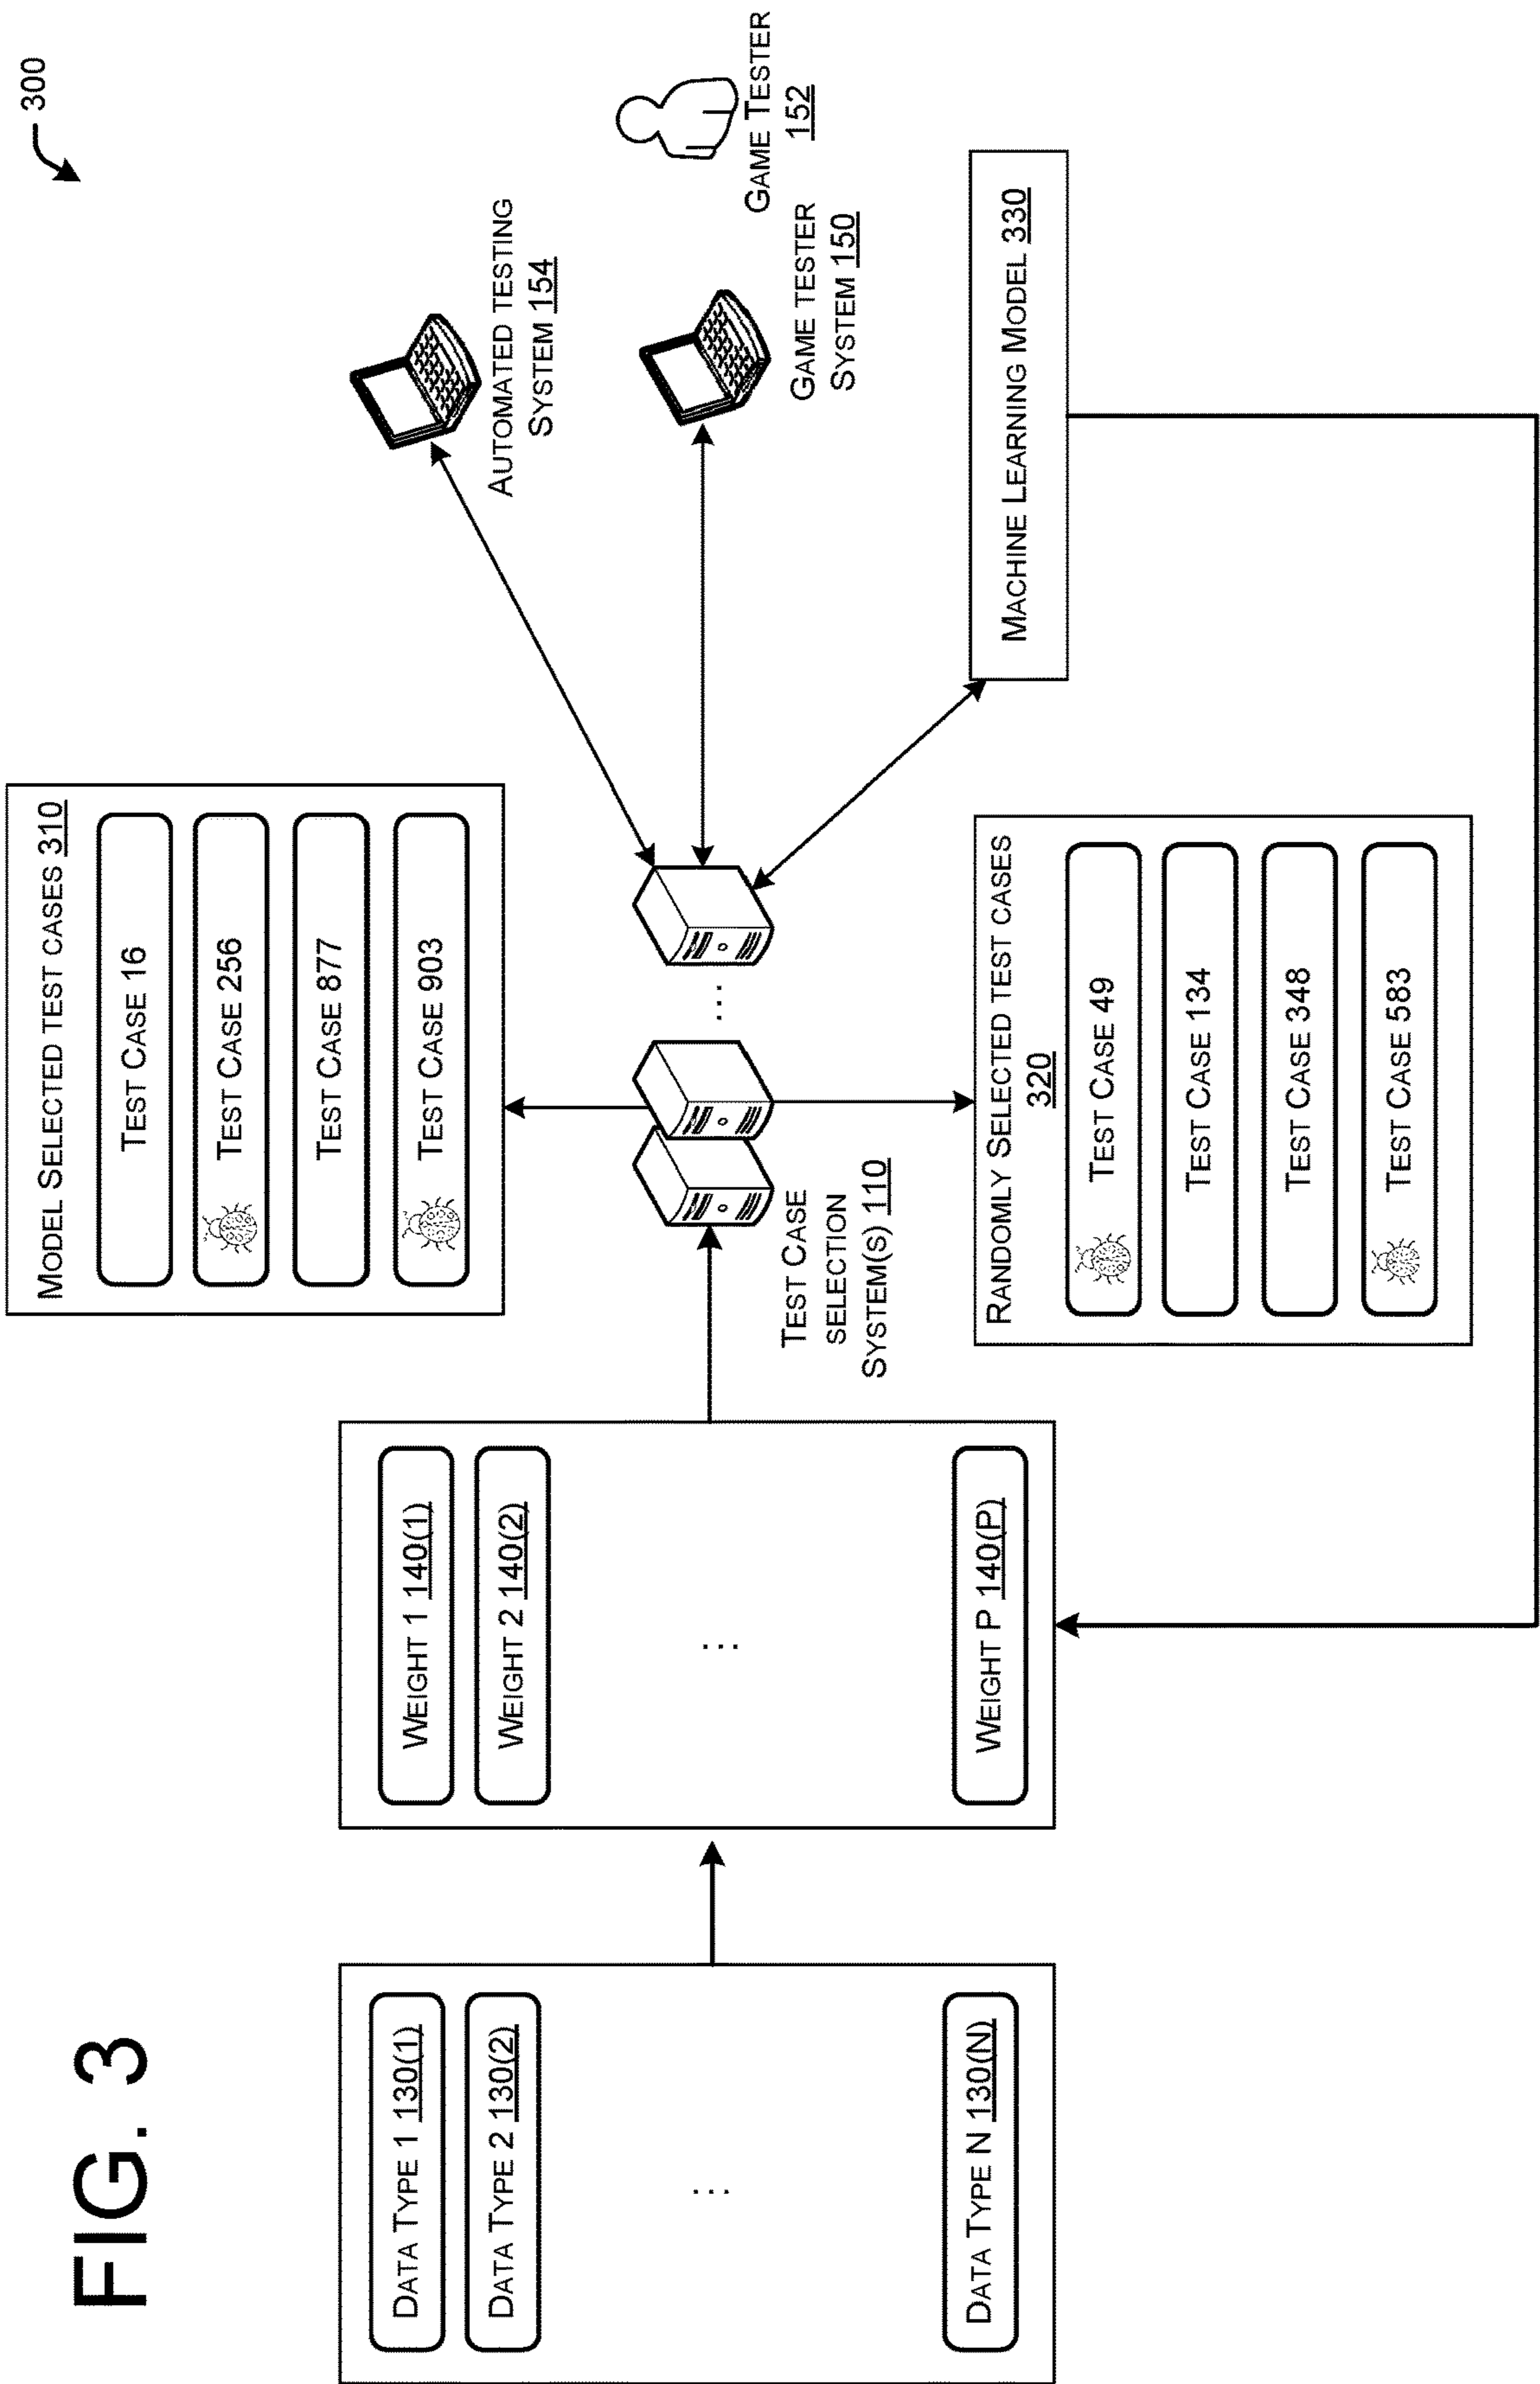 FIG. 3
300
DATA TYPE 1 130(1)
DATA TYPE 2 130(2)
...
DATA TYPE N 130(N)
WEIGHT 1 140(1)
WEIGHT 2 140(2)
...
WEIGHT P 140(P)
MODEL SELECTED TEST CASES 310
TEST CASE 16
TEST CASE 256
TEST CASE 877
TEST CASE 903
TEST CASE
SELECTION
SYSTEM(S) 110
...
RANDOMLY SELECTED TEST CASES
320
TEST CASE 49
TEST CASE 134
TEST CASE 348
TEST CASE 583
AUTOMATED TESTING
SYSTEM 154
GAME TESTER
SYSTEM 150
GAME TESTER
152
MACHINE LEARNING MODEL 330